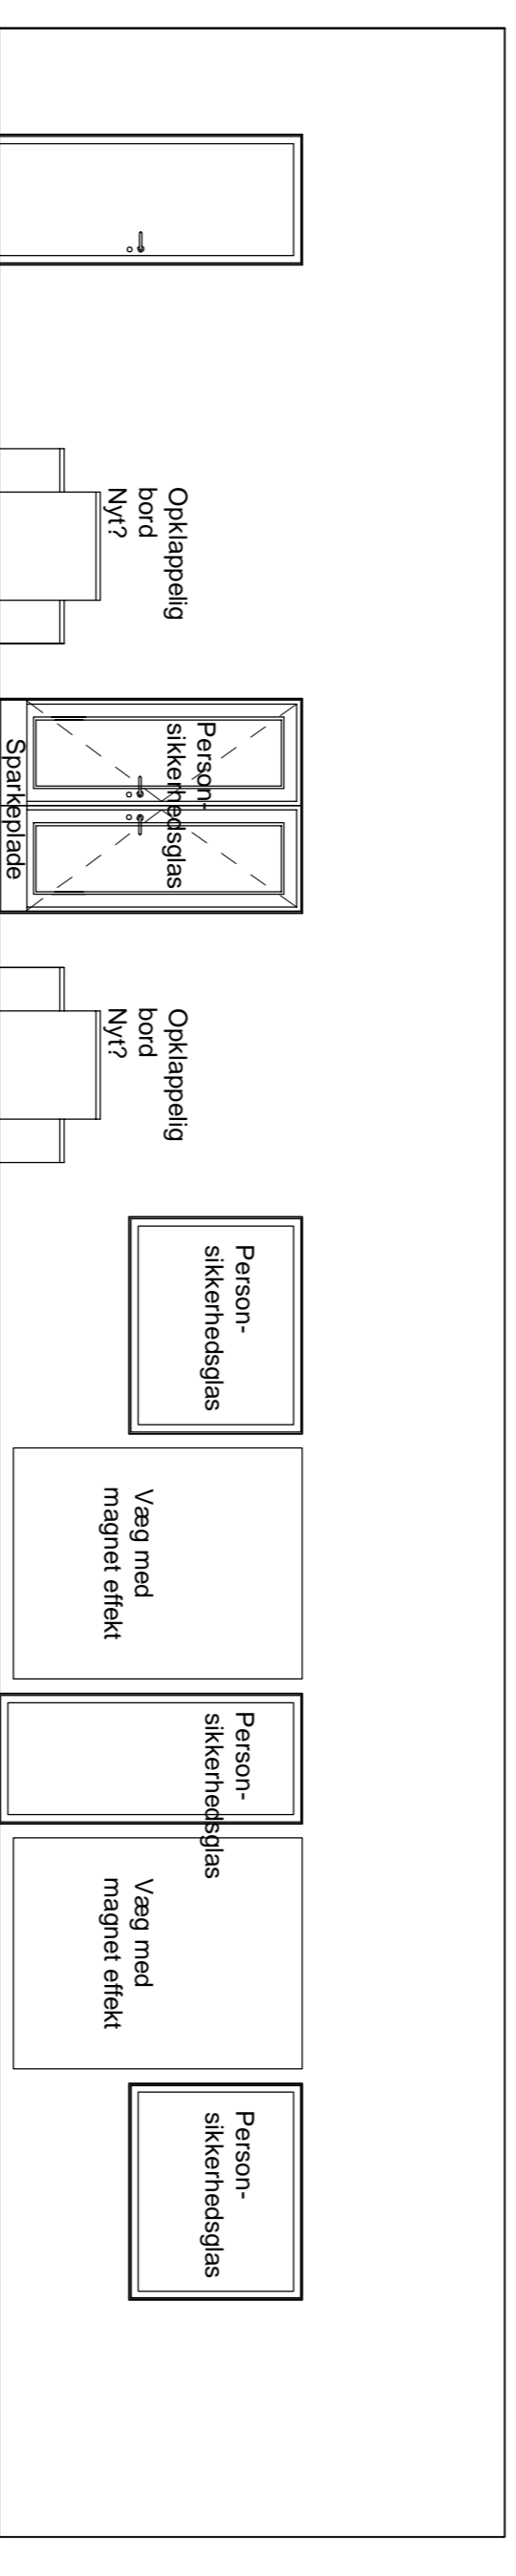 Opklappelig
bord
Nyt?
Person-
sikkerhedsglas
Sparkeplade
Opklappelig
bord
Nyt?
Person-
sikkerhedsglas
Væg med
magnet effekt
Person-
sikkerhedsglas
Væg med
magnet effekt
Person-
sikkerhedsglas